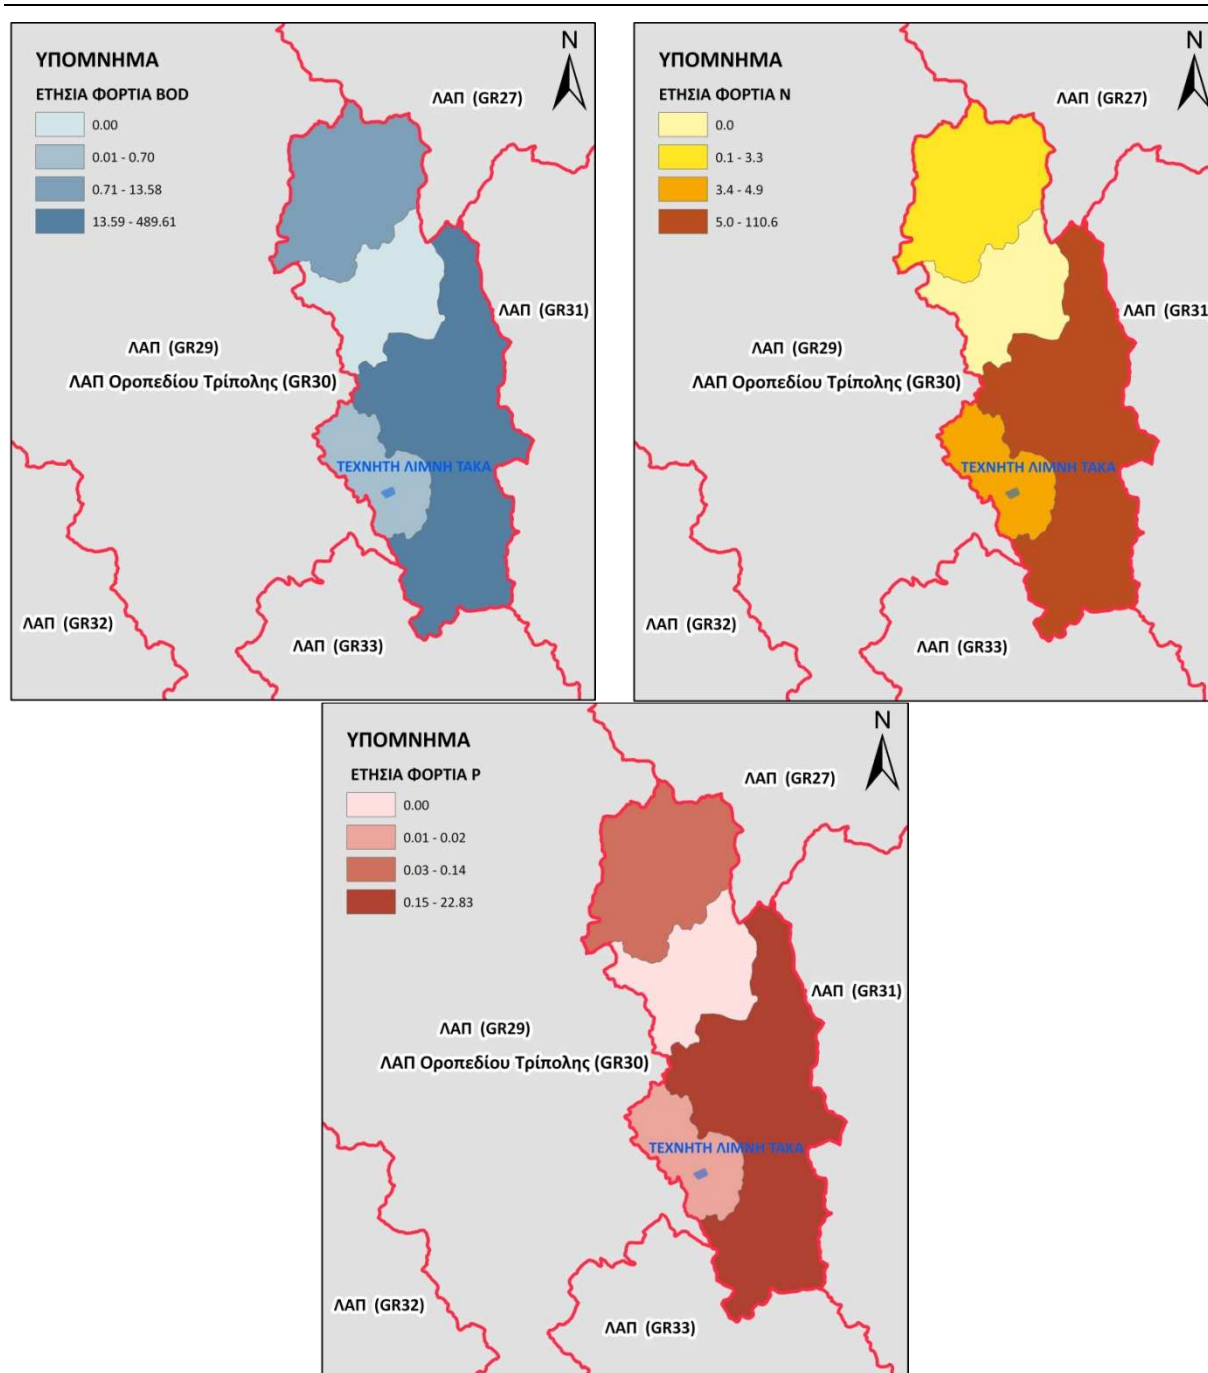 ΥΠΟΜΝΗΜΑ
ΕΤΗΣΙΑ ΦΟΡΤΙΑ BOD
0.00
0.01 - 0.70
0.71 - 13.58
13.59 - 489.61
N
ΛΑΠ (GR27)
ΛΑΠ (GR31)
ΛΑΠ (GR29)
ΛΑΠ Οροπεδίου Τρίπολης (GR30)
ΤΕΧΝΗΤΗ ΛΙΜΝΗ ΤΑΚΑ
ΛΑΠ (GR32)
ΛΑΠ (GR33)
ΥΠΟΜΝΗΜΑ
ΕΤΗΣΙΑ ΦΟΡΤΙΑ N
0.0
0.1 - 3.3
3.4 - 4.9
5.0 - 110.6
N
ΛΑΠ (GR27)
ΛΑΠ (GR31
ΛΑΠ (GR29)
ΛΑΠ Οροπεδίου Τρίπολης (GR30)
ΤΕΧΝΗΤΗ ΛΙΜΝΗ ΤΑΚΑ
ΛΑΠ (GR32)
ΛΑΠ (GR33)
ΥΠΟΜΝΗΜΑ
ΕΤΗΣΙΑ ΦΟΡΤΙΑ P
0.00
0.01 - 0.02
0.03 - 0.14
0.15 - 22.83
N
ΛΑΠ (GR27)
ΛΑΠ (GR31)
ΛΑΠ (GR29)
ΛΑΠ Οροπεδίου Τρίπολης (GR30)
ΤΕΧΝΗΤΗ ΛΙΜΝΗ ΤΑΚΑ
ΛΑΠ (GR32)
ΛΑΠ (GR33)